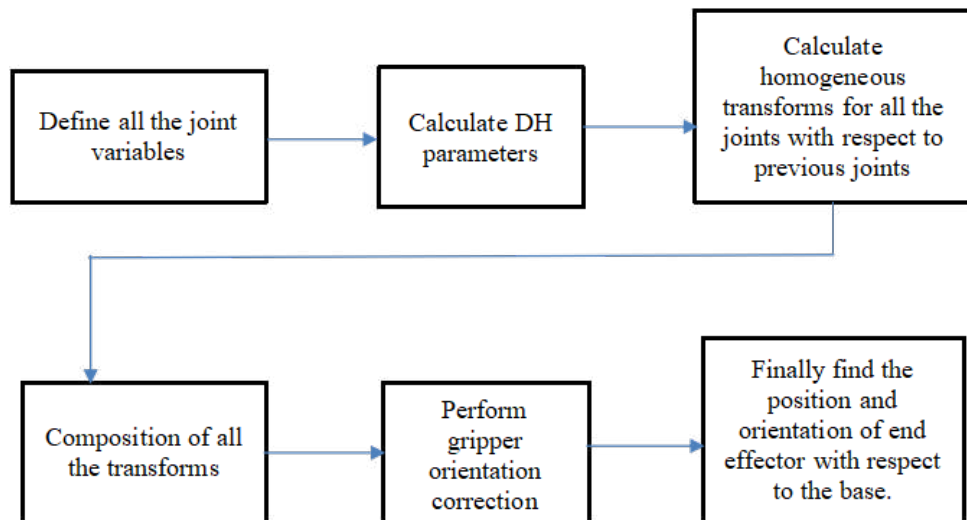 Define all the joint
variables
Calculate DH
parameters
Calculate
homogeneous
transforms for all the
joints with respect to
previous joints
Composition of all
the transforms
Perform
gripper
orientation
correction
Finally find the
position and
orientation of end
effector with respect
to the base.